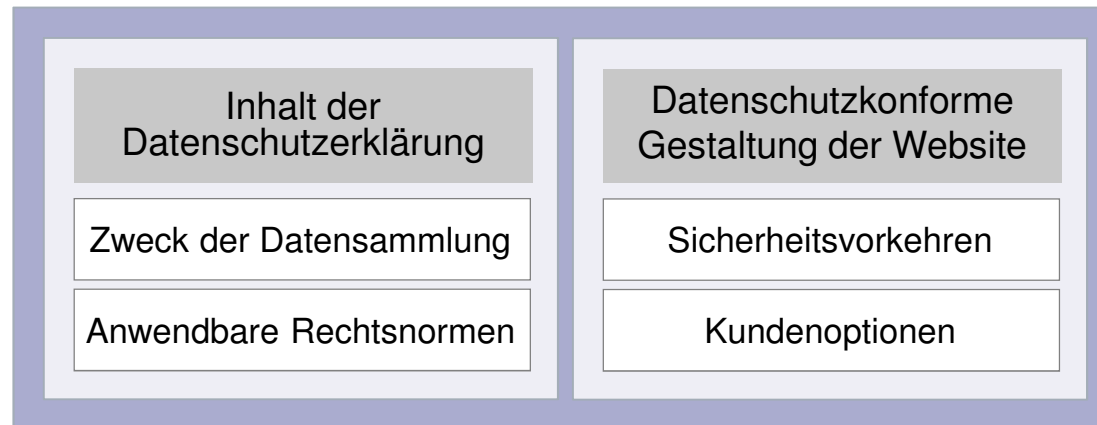 Inhalt der
Datenschutzerklärung
Zweck der Datensammlung
Anwendbare Rechtsnormen
Datenschutzkonforme
Gestaltung der Website
Sicherheitsvorkehren
Kundenoptionen